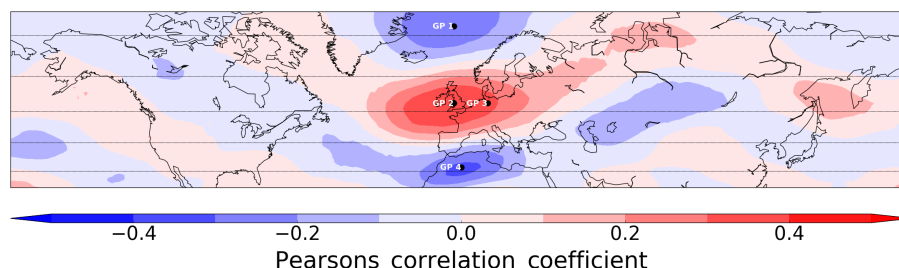 GP 1
GP 2 GP 3
GP 4
−0.4 −0.2 0.0 0.2 0.4
Pearsons correlation coefficient